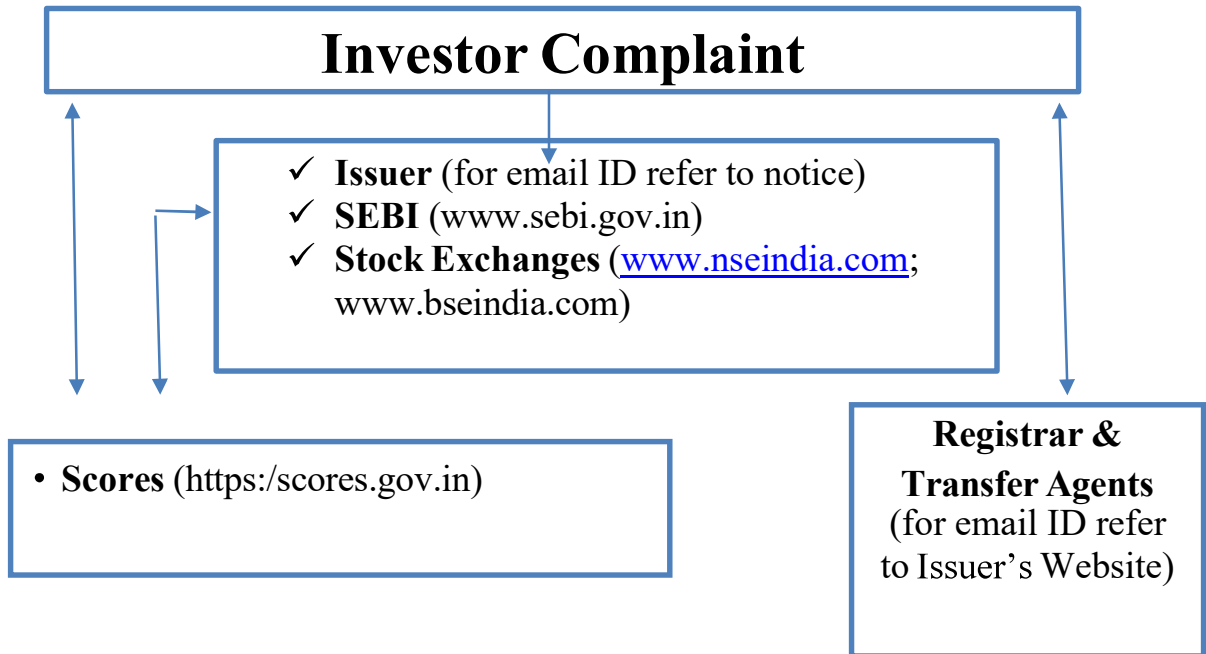 Investor Complaint
✓ Issuer (for email ID refer to notice)
✓ SEBI (www.sebi.gov.in)
✓ Stock Exchanges (www.nseindia.com;
www.bseindia.com)
• Scores (https:/scores.gov.in)
Registrar &
Transfer Agents
(for email ID refer
to Issuer’s Website)